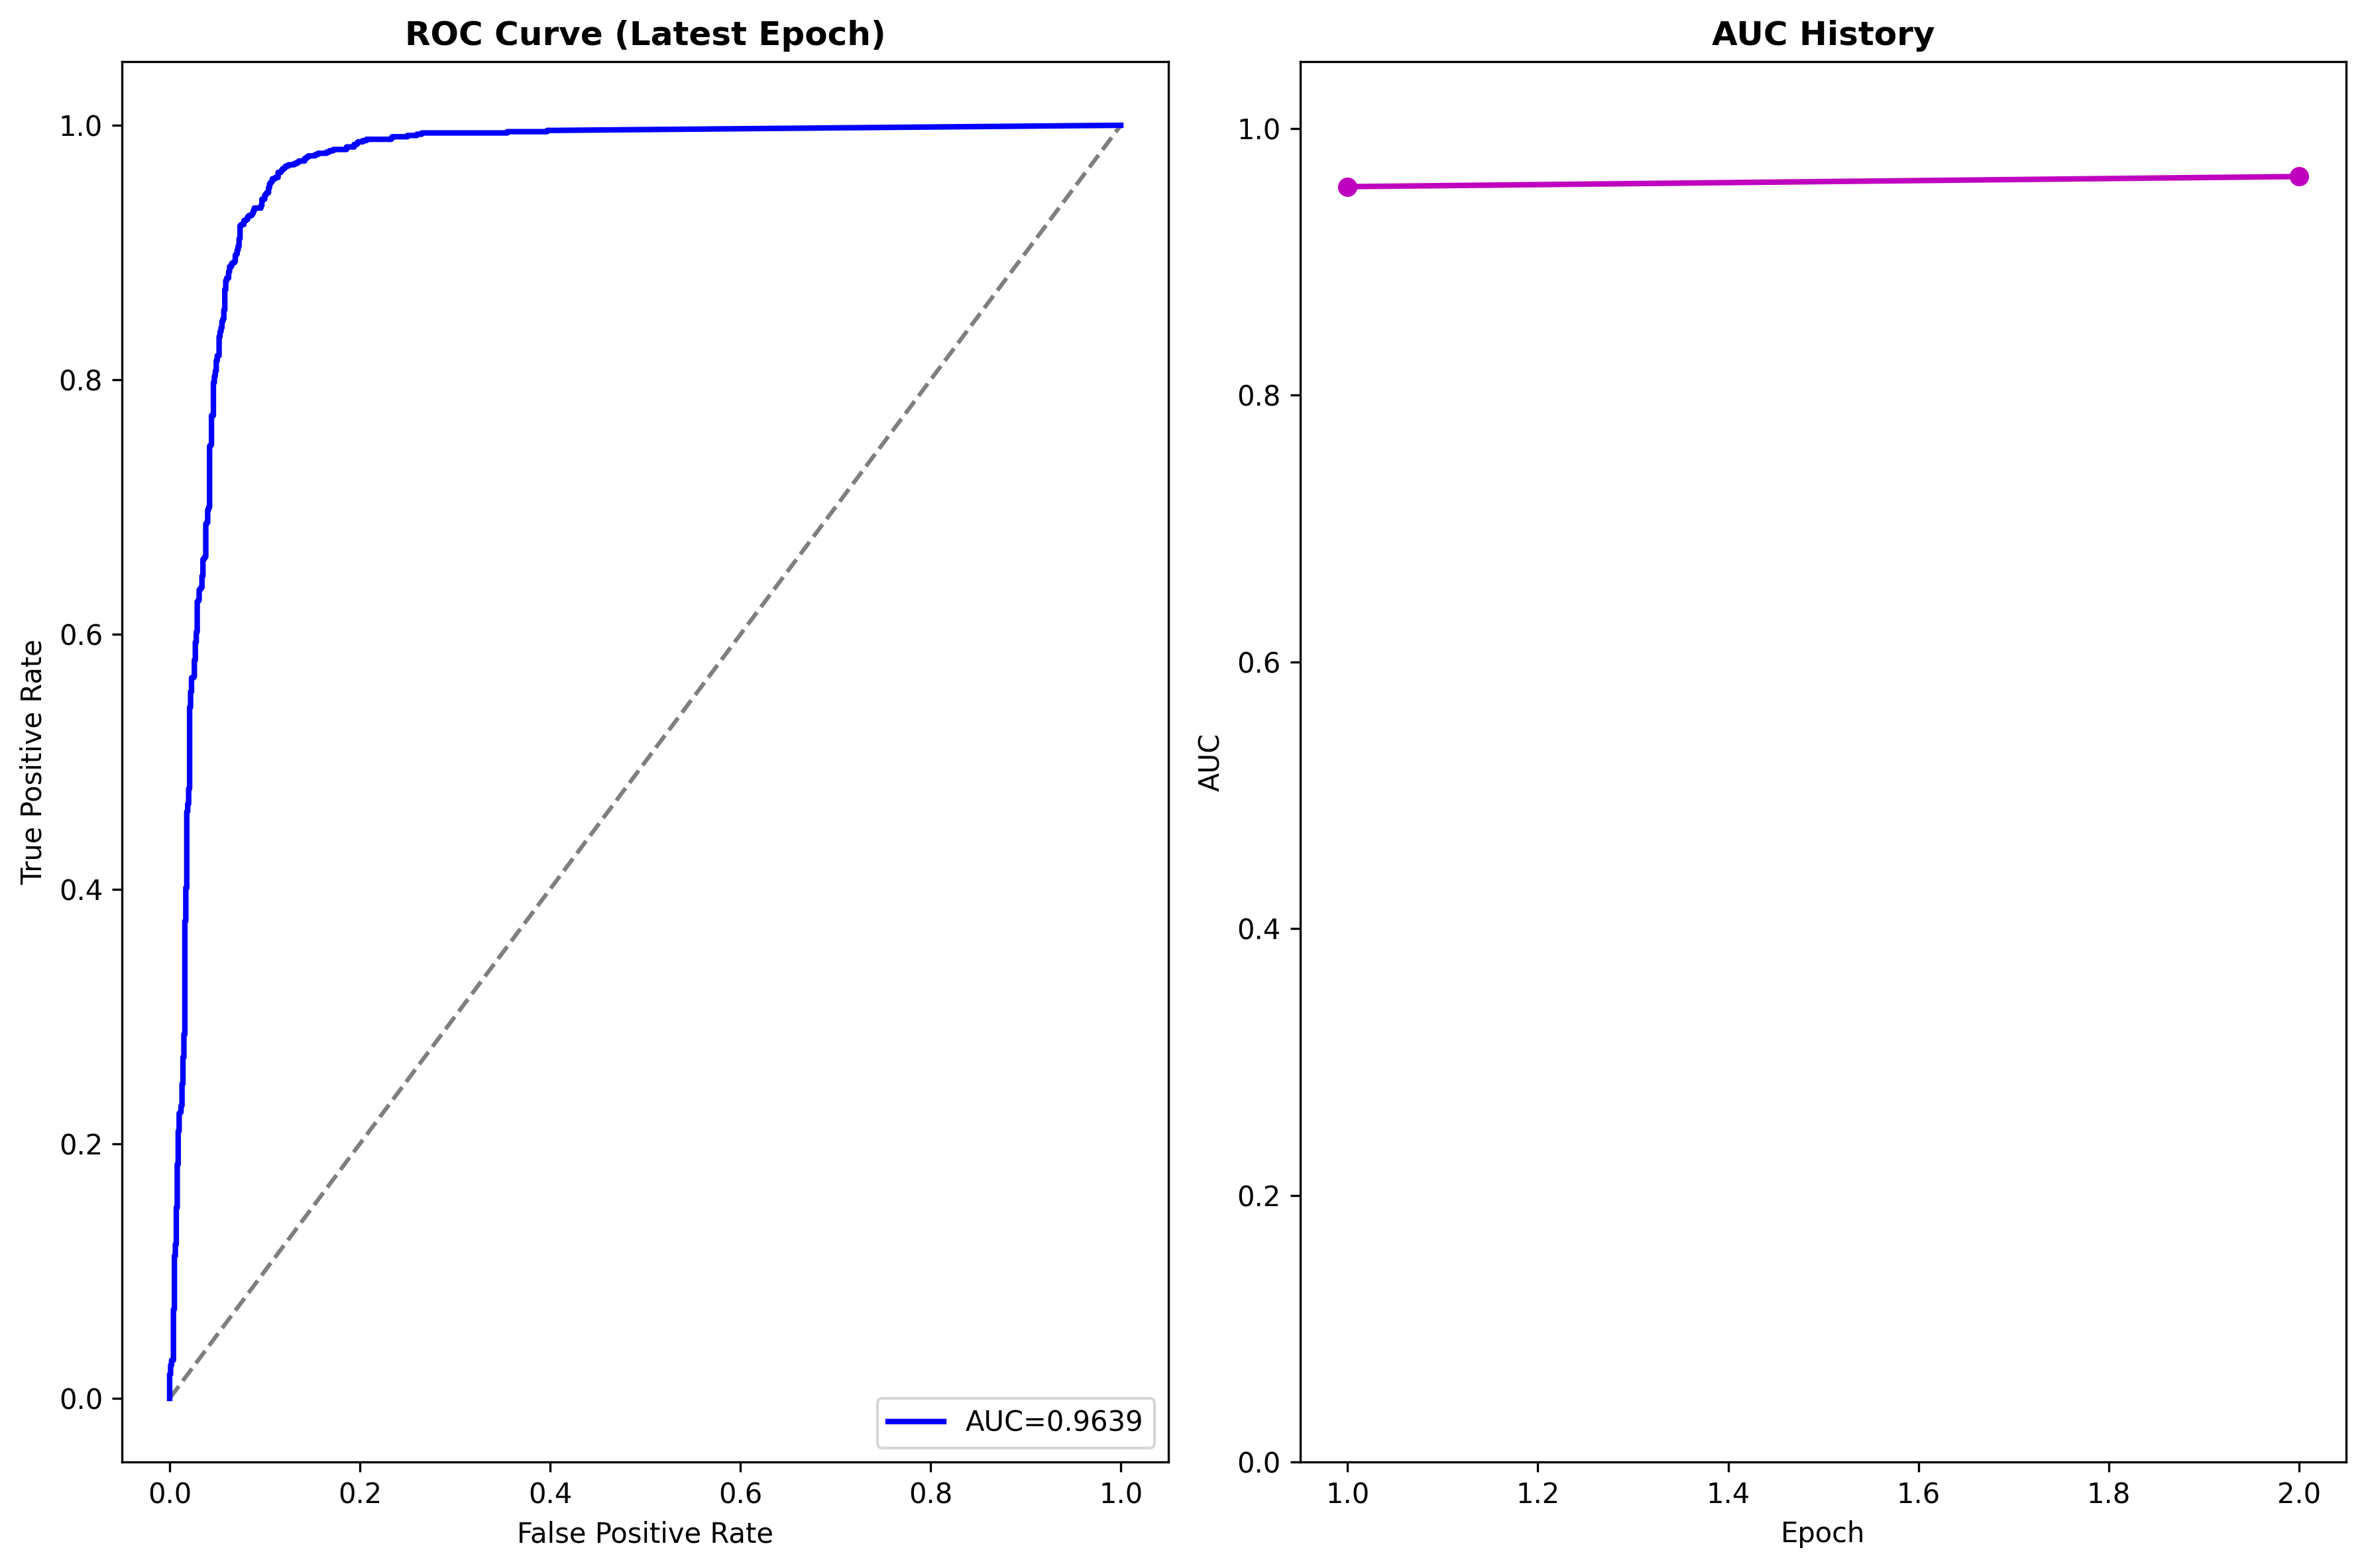 ROC Curve (Latest Epoch)
True Positive Rate
1.0
0.8
0.6
0.4
0.2
0.0
AUC=0.9639
0.0 0.2 0.4 0.6 0.8 1.0
False Positive Rate
AUC History
AUC
1.0
0.8
0.6
0.4
0.2
0.0
1.0 1.2 1.4 1.6 1.8 2.0
Epoch